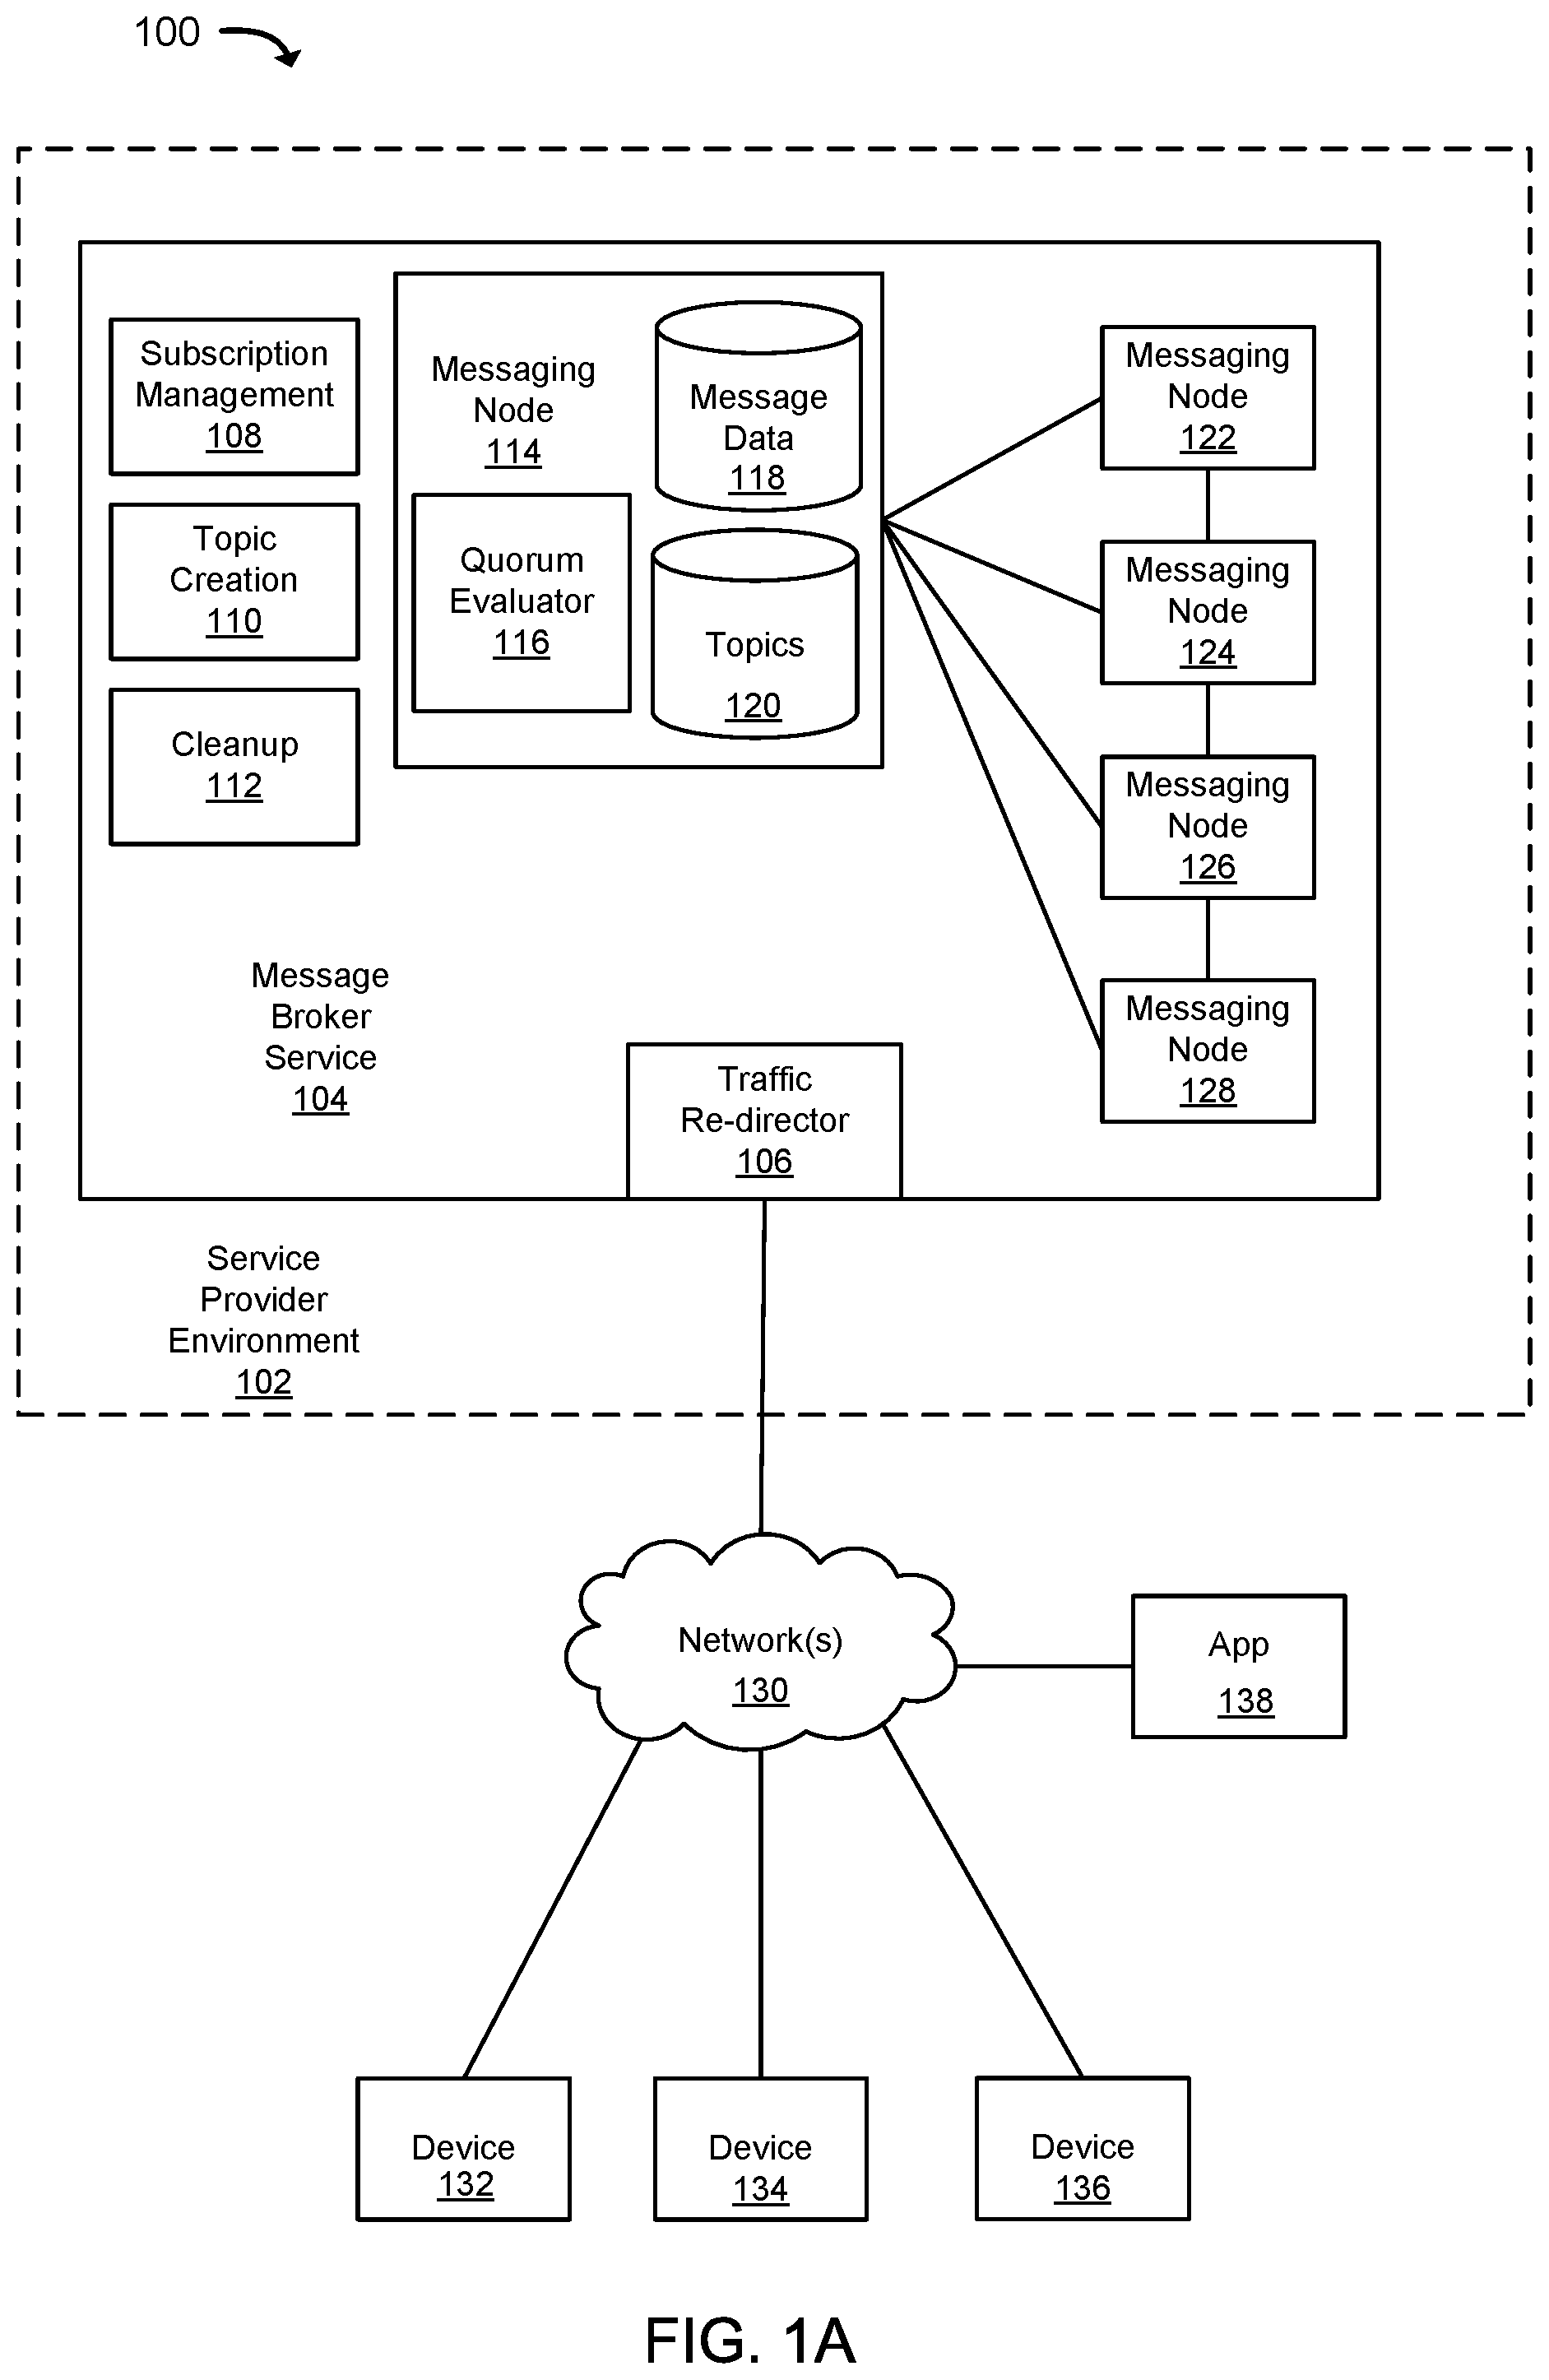 100
Subscription
Management
108
Topic
Creation
110
Cleanup
112
Messaging
Node
114
Quorum
Evaluator
116
Message
Data
118
Topics
120
Messaging
Node
122
Messaging
Node
124
Messaging
Node
126
Messaging
Node
128
Message
Broker
Service
104
Traffic
Re-director
106
Service
Provider
Environment
102
Network(s)
130
App
138
Device
132
Device
134
Device
136
FIG. 1A